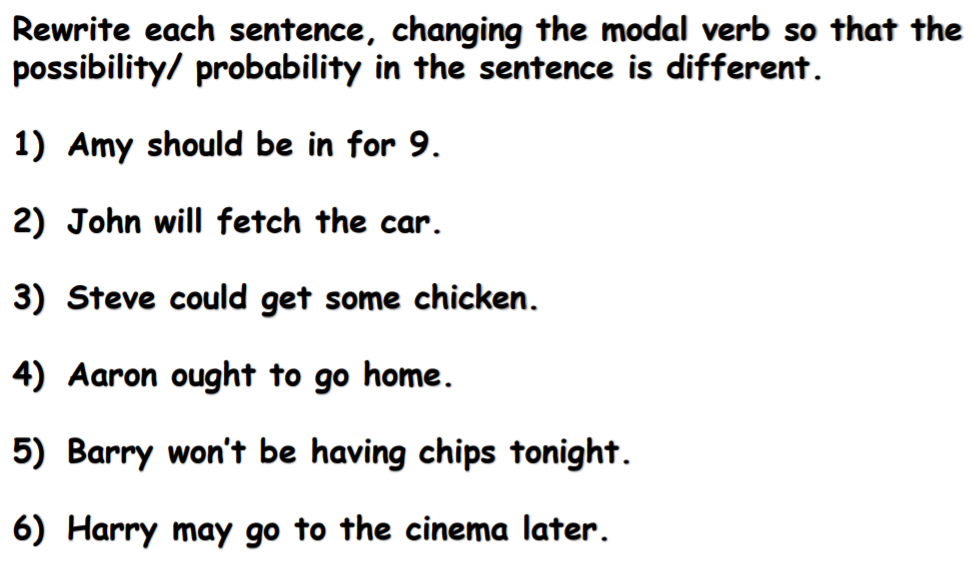 Rewrite each sentence, changing the modal verb so that the
possibility/ probability in the sentence is different.
1) Amy should be in for 9.
2) John will fetch the car.
3) Steve could get some chicken.
4) Aaron ought to go home.
5) Barry won't be having chips tonight.
6) Harry may go to the cinema later.